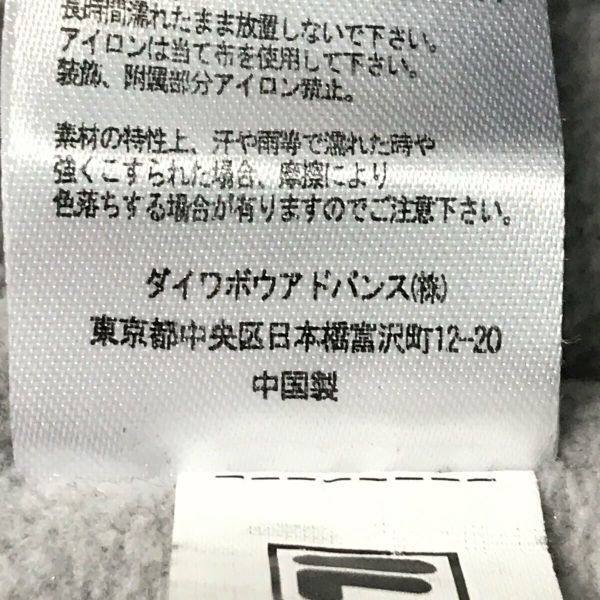 長時間濡れたまま放置しないで下さい。
アイロンは当て布を使用して下さい。
装飾、附属部分アイロン禁止。
素材の特性上、汗や雨等で濡れた時や
強くこすられた場合、摩擦により
色落ちする場合が有りますのでご注意下さい。
ダイワボウアドバンス(株)
東京都中央区日本橋富沢町12-20
中国製